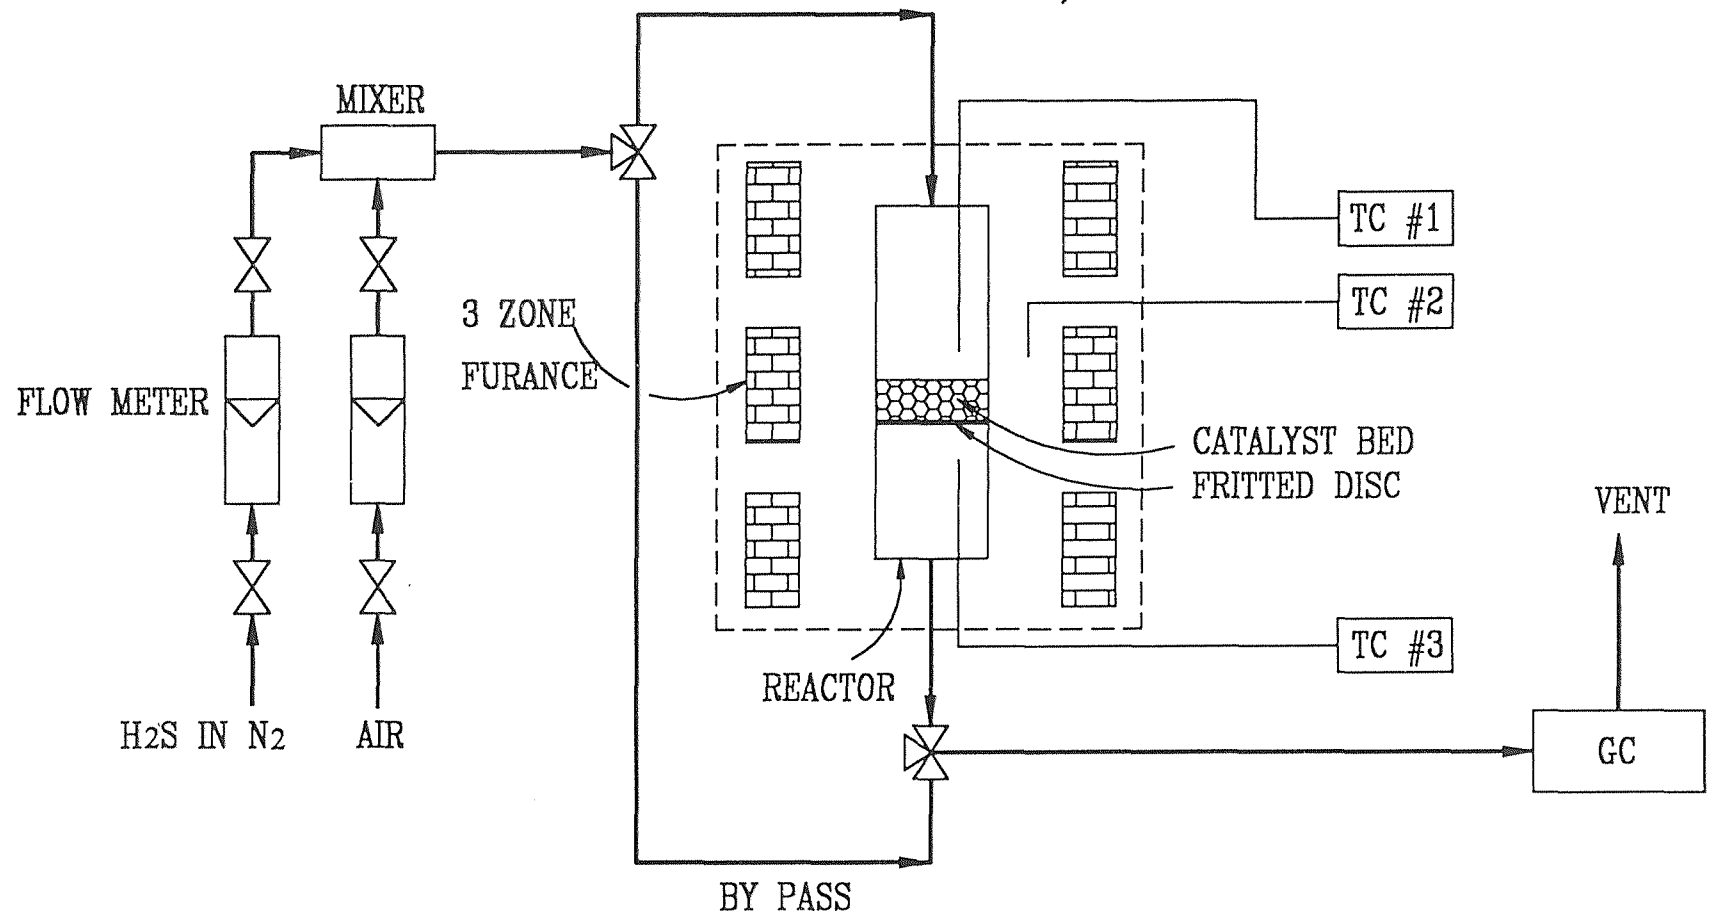 MIXER
TC #1
TC #2
3 ZONE
FURANCE
FLOW METER
CATALYST BED
FRITTED DISC
VENT
TC #3
REACTOR
H2S IN N2
AIR
GC
BY PASS